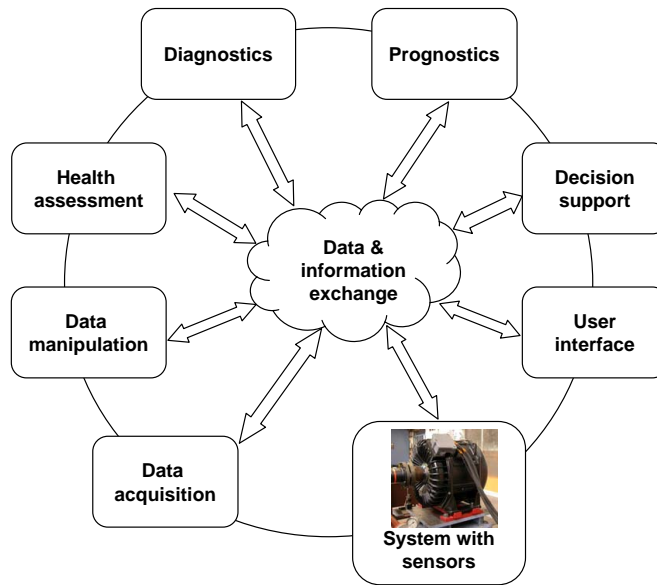 Diagnostics
Prognostics
Health
assessment
Decision
support
Data &
information
exchange
Data
manipulation
User
interface
Data
acquisition
System with
sensors